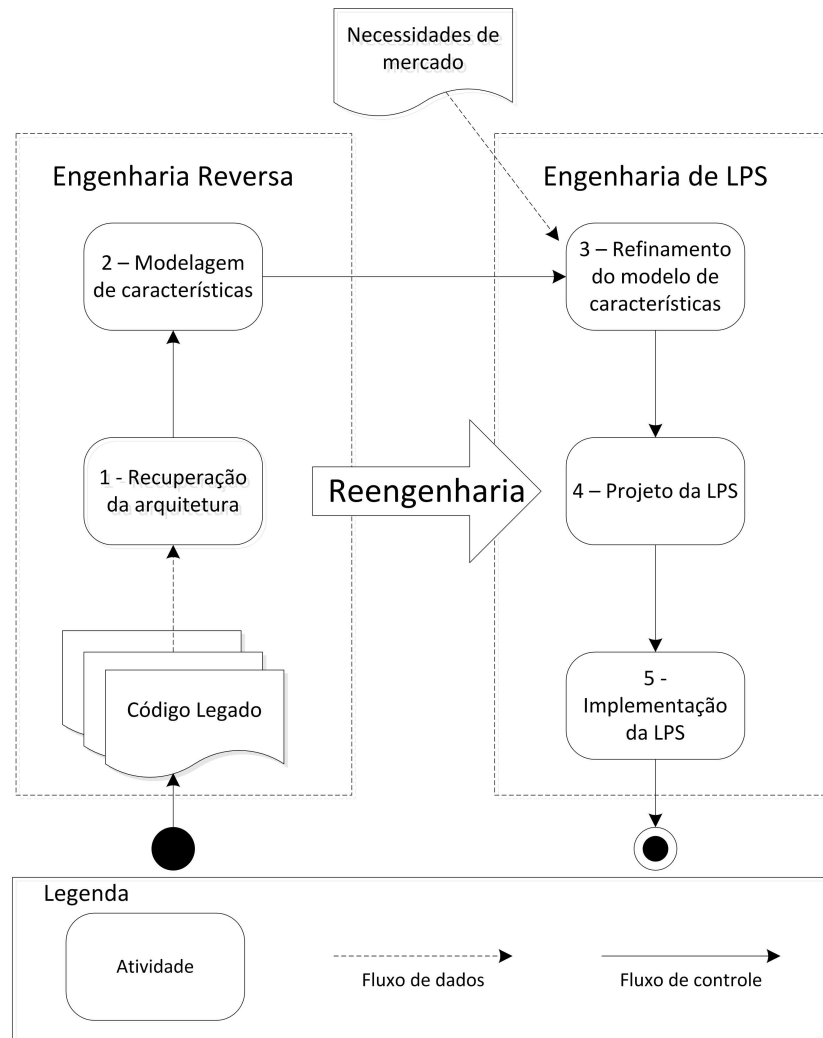 Necessidades de
mercado
Engenharia Reversa
Engenharia de LPS
2 – Modelagem
de características
3 – Refinamento
do modelo de
características
1 - Recuperação
da arquitetura
Reengenharia
4 – Projeto da LPS
Código Legado
5 -
Implementação
da LPS
Legenda
Atividade
Fluxo de dados
Fluxo de controle